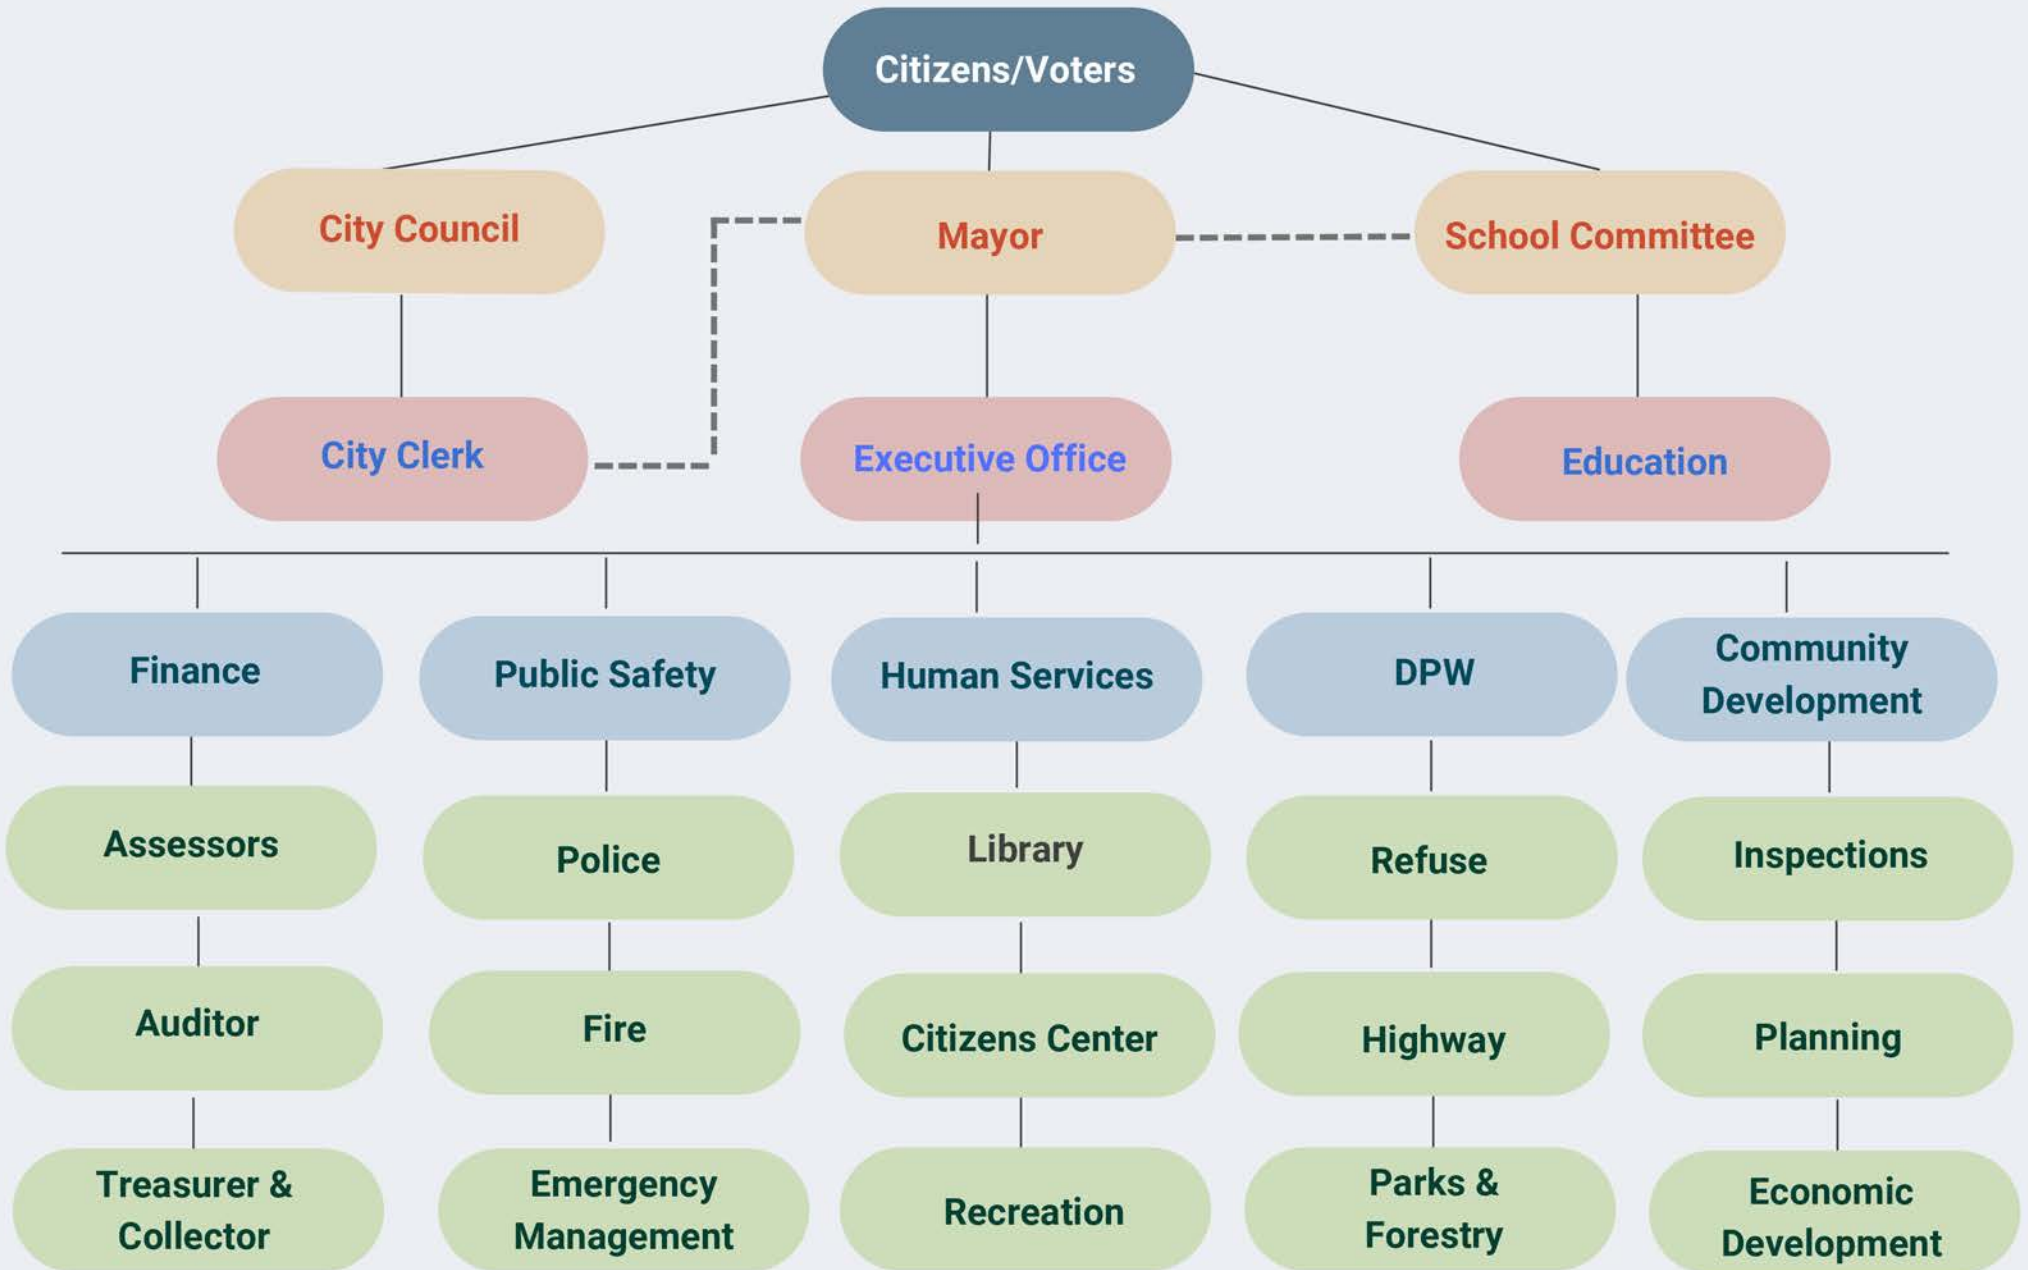 Citizens/Voters
City Council
Mayor
School Committee
City Clerk
Executive Office
Education
Finance
Public Safety
Human Services
DPW
Community
Development
Assessors
Police
Library
Refuse
Inspections
Auditor
Fire
Citizens Center
Highway
Planning
Treasurer &
Collector
Emergency
Management
Recreation
Parks &
Forestry
Economic
Development